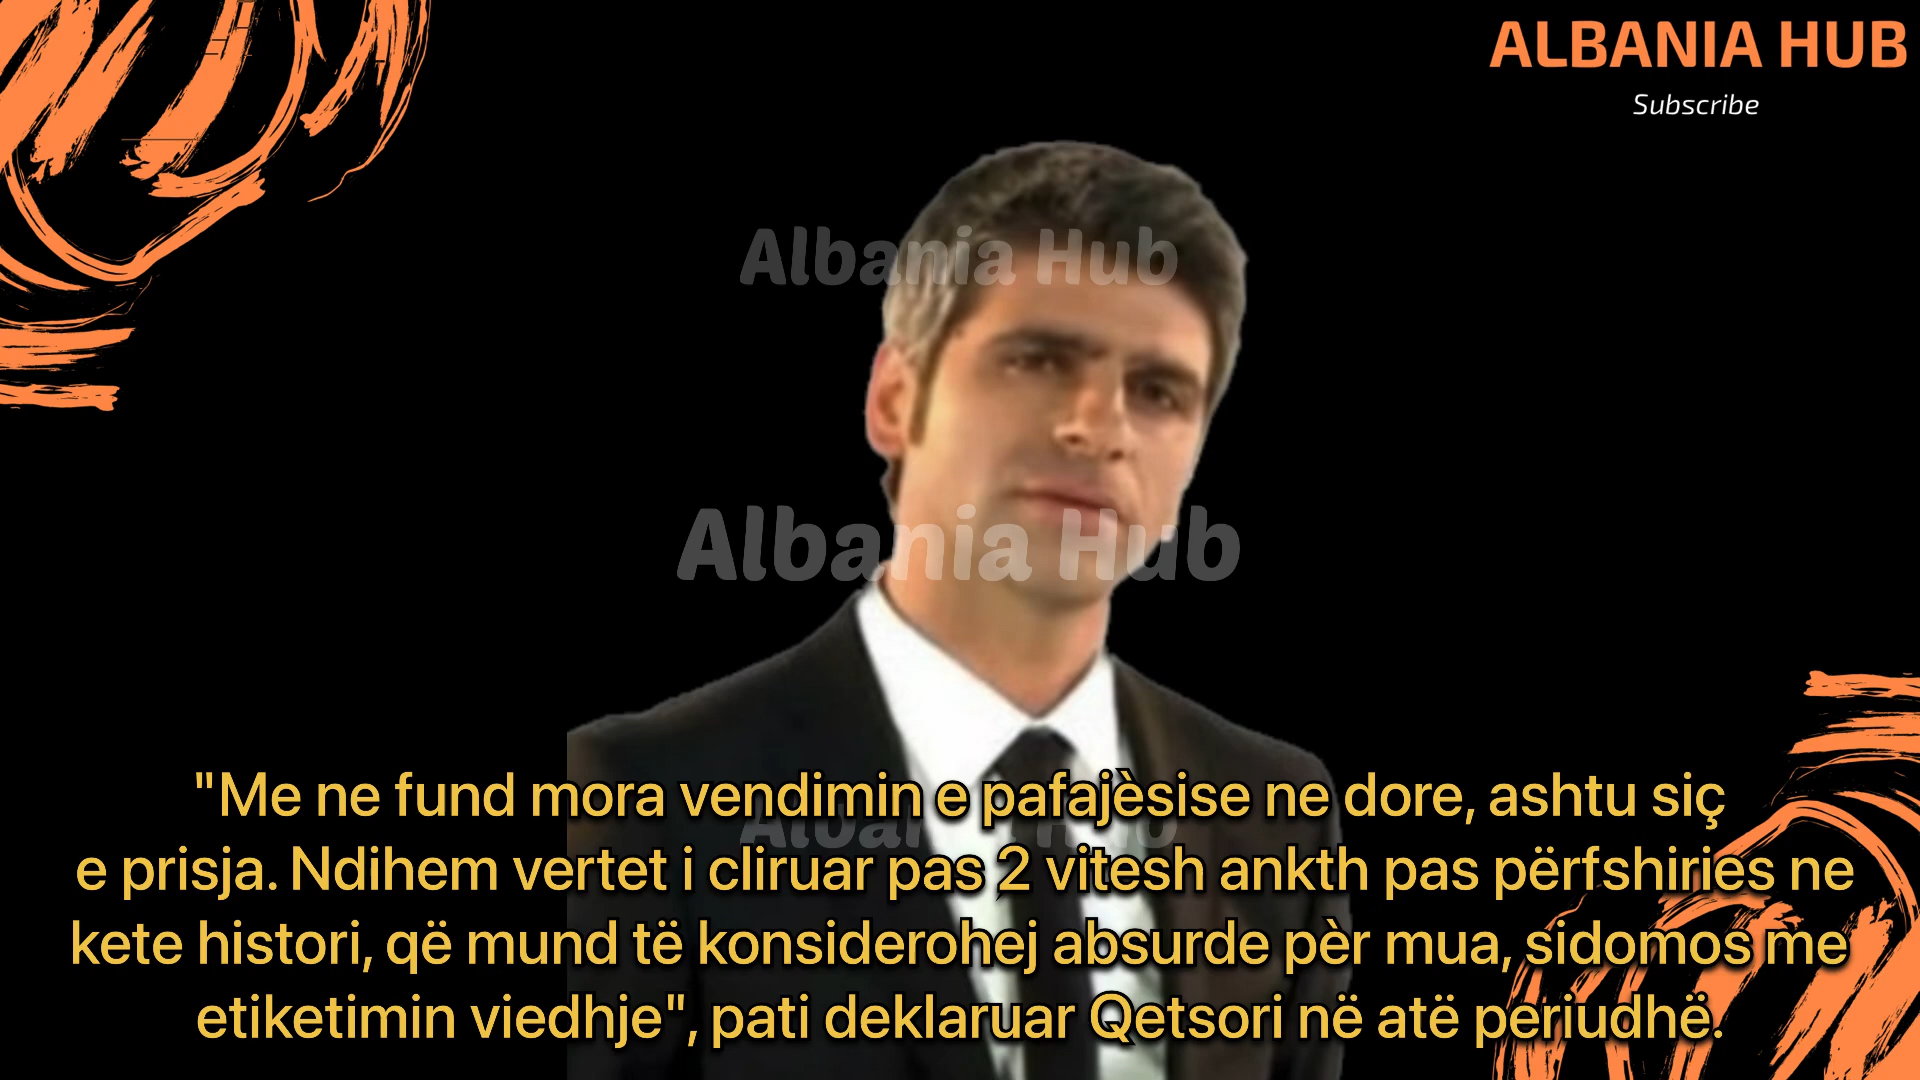 ALBANIA HUB
Subscribe
Albania Hub
Albania Hub
Albania Hub
"Me ne fund mora vendimin e pafajèsise ne dore, ashtu siç
e prisja. Ndihem vertet i cliruar pas 2 vitesh ankth pas përfshiries ne
kete histori, që mund të konsiderohej absurde pèr mua, sidomos me
etiketimin viedhje", pati deklaruar Qetsori në atë periudhë.